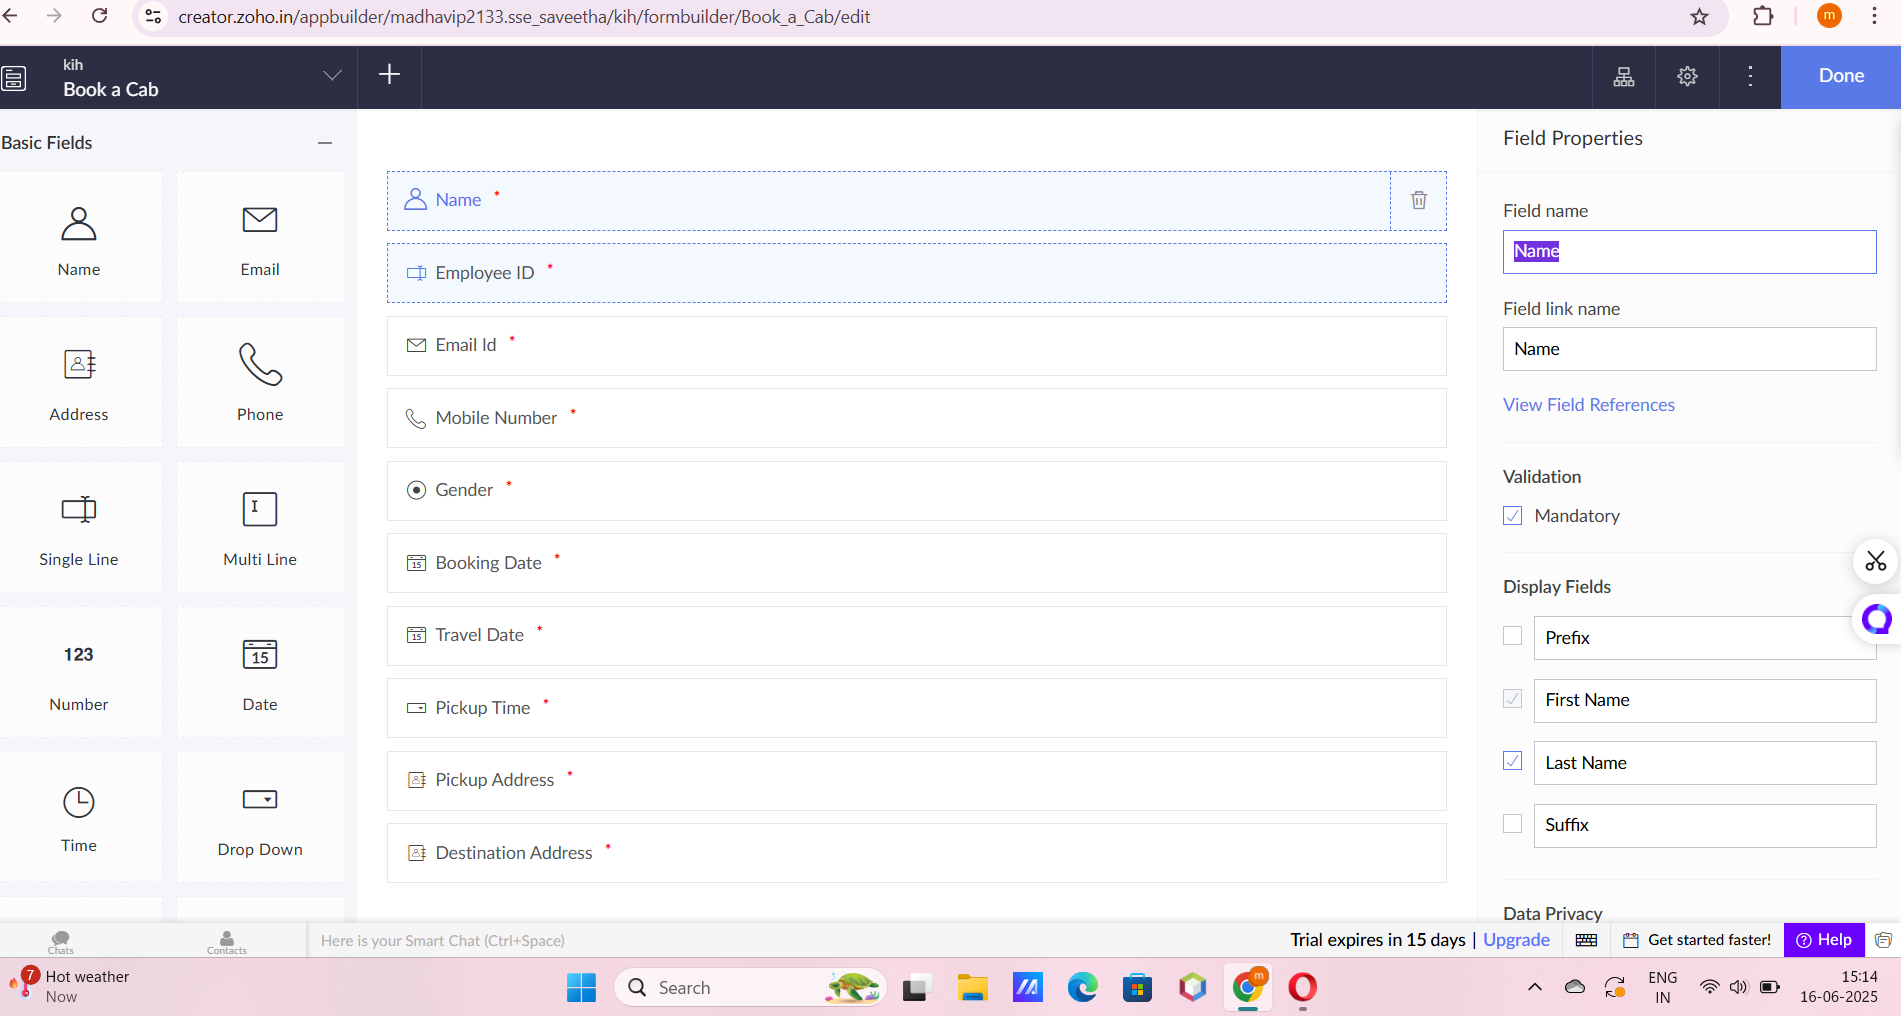 creator.zoho.in/appbuilder/madhavip2133.sse_saveetha/kih/formbuilder/Book_a_Cab/edit
m
kih
Book a Cab
Done
Basic Fields
Name
Email
Address
Phone
Single Line
Multi Line
123
Number
15
Date
Time
Drop Down
Name *
Employee ID *
Email Id *
Mobile Number *
Gender *
15 Booking Date *
15 Travel Date *
Pickup Time *
Pickup Address *
Destination Address *
Field Properties
Field name
Name
Field link name
Name
View Field References
Validation
Mandatory
Display Fields
Prefix
First Name
Last Name
Suffix
Data Privacy
Chats
Contacts
Here is your Smart Chat (Ctrl+Space)
Trial expires in 15 days | Upgrade
Get started faster!
? Help
7
Hot weather
Now
Search
m
ENG
IN
15:14
16-06-2025